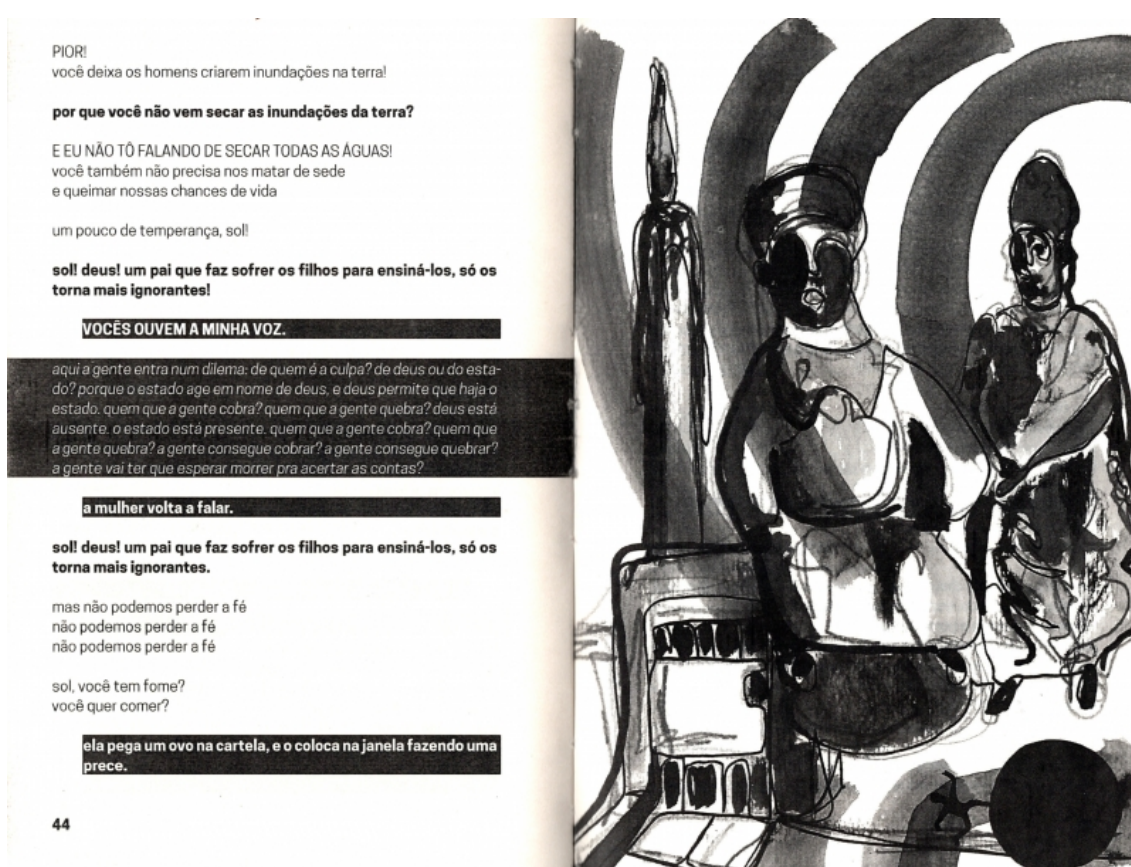 PIOR!
você deixa os homens criarem inundações na terra!
por que você não vem secar as inundações da terra?
E EU NÃO TÔ FALANDO DE SECAR TODAS AS ÁGUAS!
você também não precisa nos matar de sede
e queimar nossas chances de vida
um pouco de temperança, sol!
sol! deus! um pai que faz sofrer os filhos para ensiná-los, só os
torna mais ignorantes!
VOCÊS OUVEM A MINHA VOZ.
aqui a gente entra num dilema: de quem é a culpa? de deus ou do esta-
do? porque o estado age em nome de deus, e deus permite que haja o
estado. quem que a gente cobra? quem que a gente quebra? deus está
ausente. o estado está presente. quem que a gente cobra? quem que
a gente quebra? a gente consegue cobrar? a gente consegue quebrar?
a gente vai ter que esperar morrer pra acertar as contas?
a mulher volta a falar.
sol! deus! um pai que faz sofrer os filhos para ensiná-los, só os
torna mais ignorantes.
mas não podemos perder a fé
não podemos perder a fé
não podemos perder a fé
sol, você tem fome?
você quer comer?
ela pega um ovo na cartela, e o coloca na janela fazendo uma
prece.
44